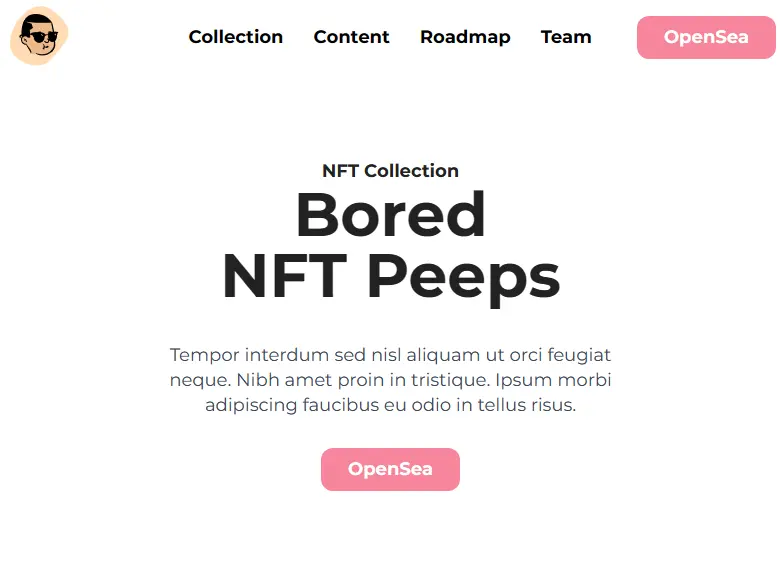 Collection Content Roadmap Team OpenSea
NFT Collection
Bored
NFT Peeps
Tempor interdum sed nisl aliquam ut orci feugiat
neque. Nibh amet proin in tristique. Ipsum morbi
adipiscing faucibus eu odio in tellus risus.
OpenSea